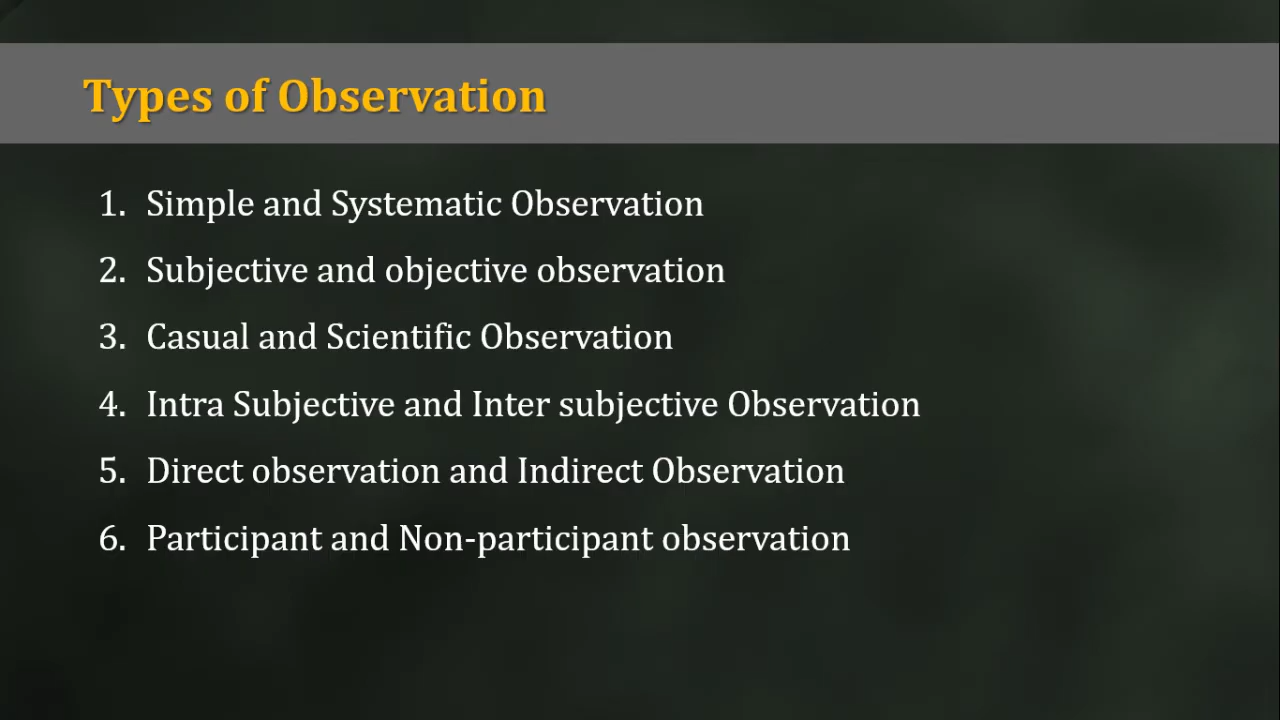 Types of Observation
1. Simple and Systematic Observation
2. Subjective and objective observation
3. Casual and Scientific Observation
4. Intra Subjective and Inter subjective Observation
5. Direct observation and Indirect Observation
6. Participant and Non-participant observation